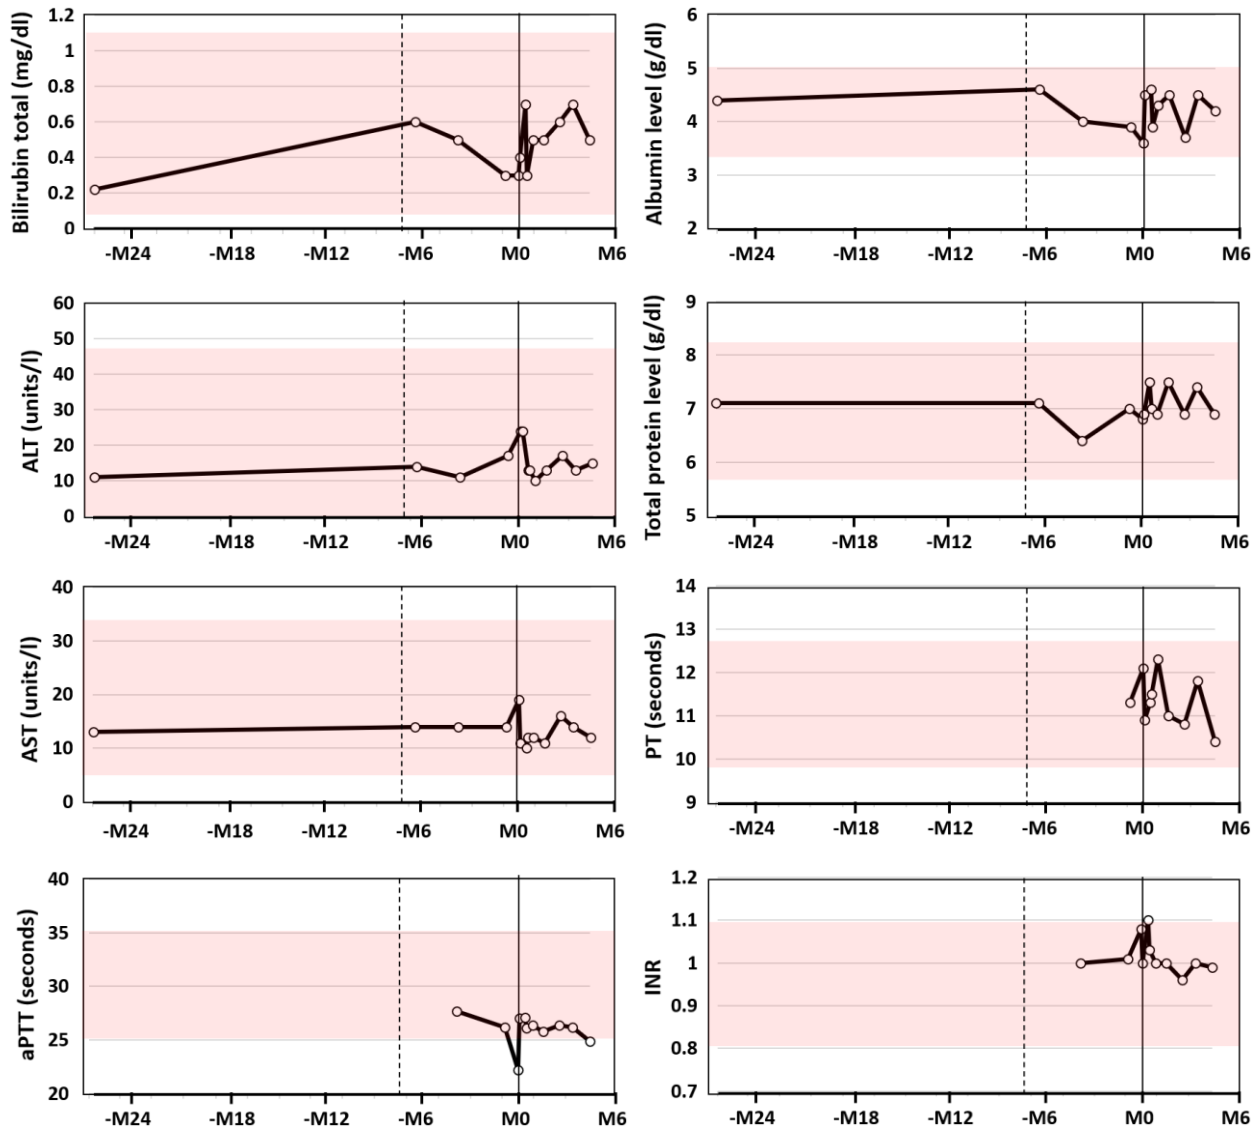 Bilirubin total (mg/dl)
1.2
1
0.8
0.6
0.4
0.2
0
-M24 -M18 -M12 -M6 M0 M6
Albumin level (g/dl)
6
5
4
3
2
-M24 -M18 -M12 -M6 M0 M6
ALT (units/l)
60
50
40
30
20
10
0
-M24 -M18 -M12 -M6 M0 M6
Total protein level (g/dl)
9
8
7
6
5
-M24 -M18 -M12 -M6 M0 M6
AST (units/l)
40
30
20
10
0
-M24 -M18 -M12 -M6 M0 M6
PT (seconds)
14
13
12
11
10
9
-M24 -M18 -M12 -M6 M0 M6
aPTT (seconds)
40
35
30
25
20
-M24 -M18 -M12 -M6 M0 M6
INR
1.2
1.1
1
0.9
0.8
0.7
-M24 -M18 -M12 -M6 M0 M6